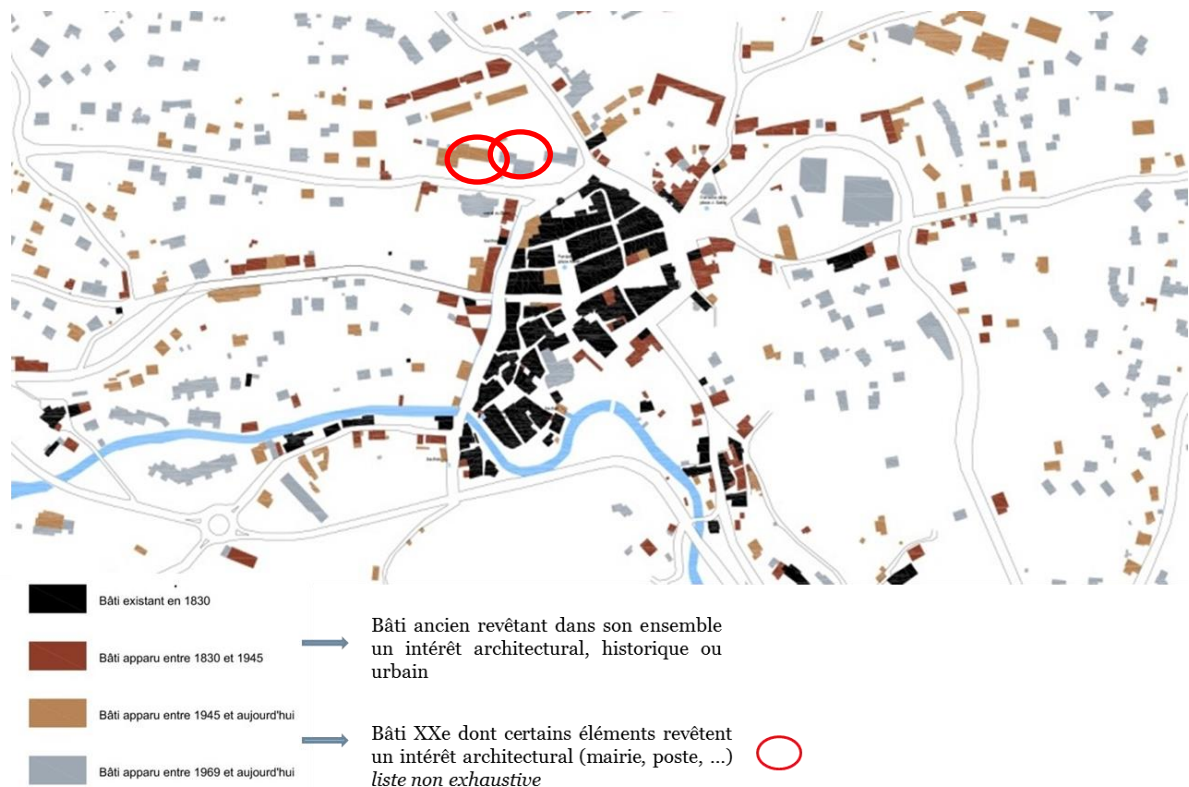 Bâti existant en 1830
Bâti apparu entre 1830 et 1945
Bâti apparu entre 1945 et aujourd'hui
Bâti apparu entre 1969 et aujourd'hui
Bâti ancien revêtant dans son ensemble
un intérêt architectural, historique ou
urbain
Bâti XXe dont certains éléments revêtent
un intérêt architectural (mairie, poste, ...)
liste non exhaustive